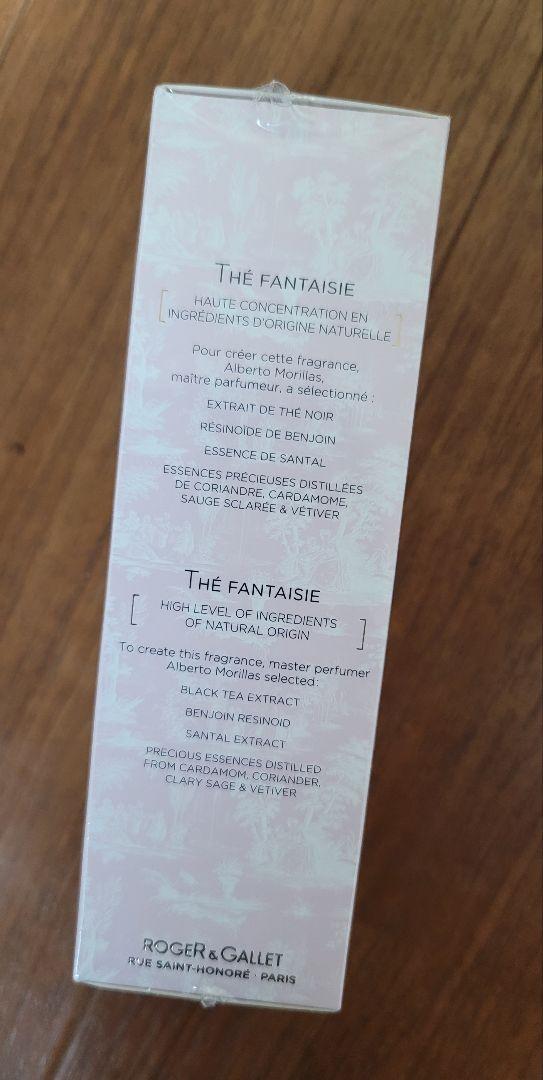 THÉ FANTAISIE
HAUTE CONCENTRATION EN
INGRÉDIENTS D'ORIGINE NATURELLE
Pour créer cette fragrance,
Alberto Morillas,
maître parfumeur, a sélectionné :
EXTRAIT DE THÉ NOIR
RÉSINOÏDE DE BENJOIN
ESSENCE DE SANTAL
ESSENCES PRÉCIEUSES DISTILLÉES
DE CORIANDRE, CARDAMOME,
SAUGE SCLARÉE & VÉTIVER
THÉ FANTAISIE
HIGH LEVEL OF INGREDIENTS
OF NATURAL ORIGIN
To create this fragrance, master perfumer
Alberto Morillas selected:
BLACK TEA EXTRACT
BENJOIN RESINOID
SANTAL EXTRACT
PRECIOUS ESSENCES DISTILLED
FROM CARDAMOM, CORIANDER,
CLARY SAGE & VETIVER
ROGER & GALLET
RUE SAINT-HONORÉ · PARIS